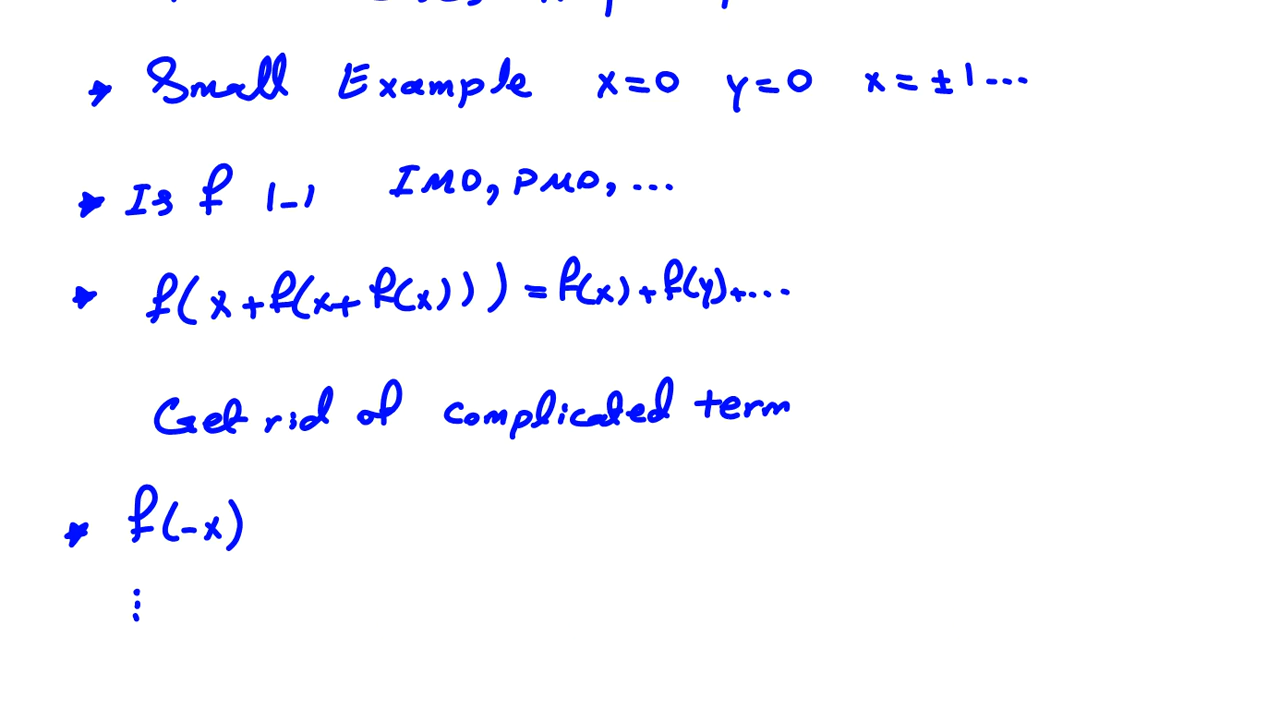 * Small Example x=0 y=0 x=±1...
* Is f 1-1 IMO, PMO, ...
* f(x+f(x+f(x)))=f(x)+f(y)+...
Get rid of complicated term
* f(-x)
⋮